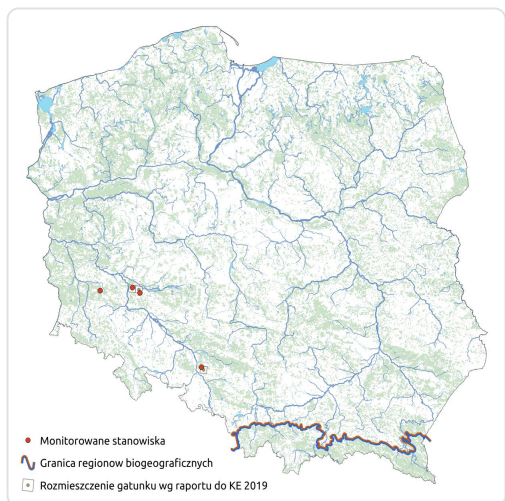 Monitorowane stanowiska
Granica regionow biogeograficznych
Rozmieszczenie gatunku wg raportu do KE 2019